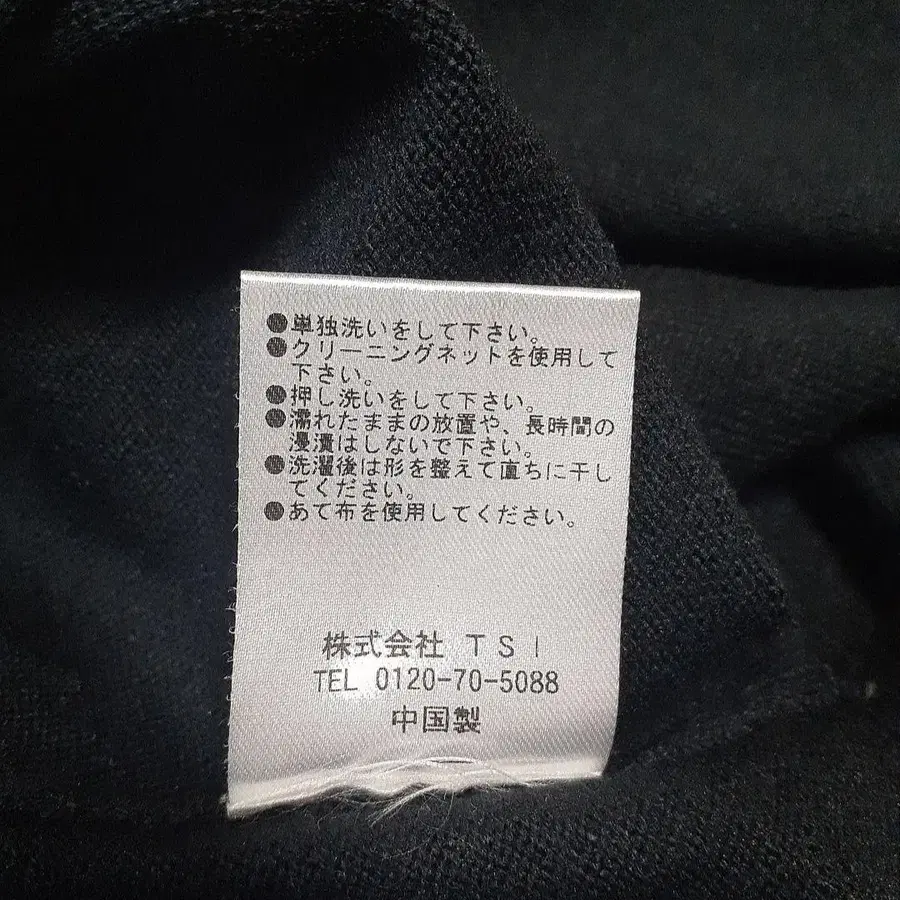 ●単独洗いをして下さい。
●クリーニングネットを使用して
下さい。
●押し洗いをして下さい。
●濡れたままの放置や、長時間の
浸漬はしないで下さい。
●洗濯後は形を整えて直ちに干し
てください。
●あて布を使用してください。
株式会社 TSI
TEL 0120-70-5088
中国製